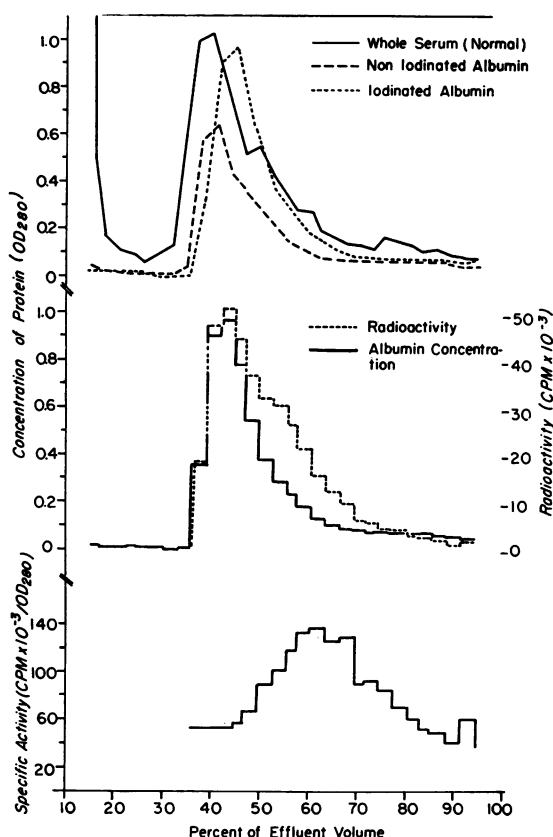 Whole Serum (Normal)
Non Iodinated Albumin
Iodinated Albumin
1.0
0.8
0.6
0.4
0.2
0
Concentration of Protein (OD280)
1.0
0.8
0.6
0.4
0.2
0
Radioactivity
Albumin Concentra-
tion
-50
-40
-30
-20
-10
-0
Radioactivity (CPM x 10-3)
140
100
60
20
Specific Activity (CPM x 10-3/OD280)
10 20 30 40 50 60 70 80 90 100
Percent of Effluent Volume